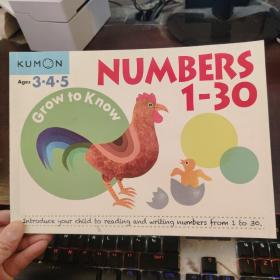 KUMON
Ages 3•4•5
Grow to Know
NUMBERS
1-30
Introduce your child to reading and writing numbers from 1 to 30.